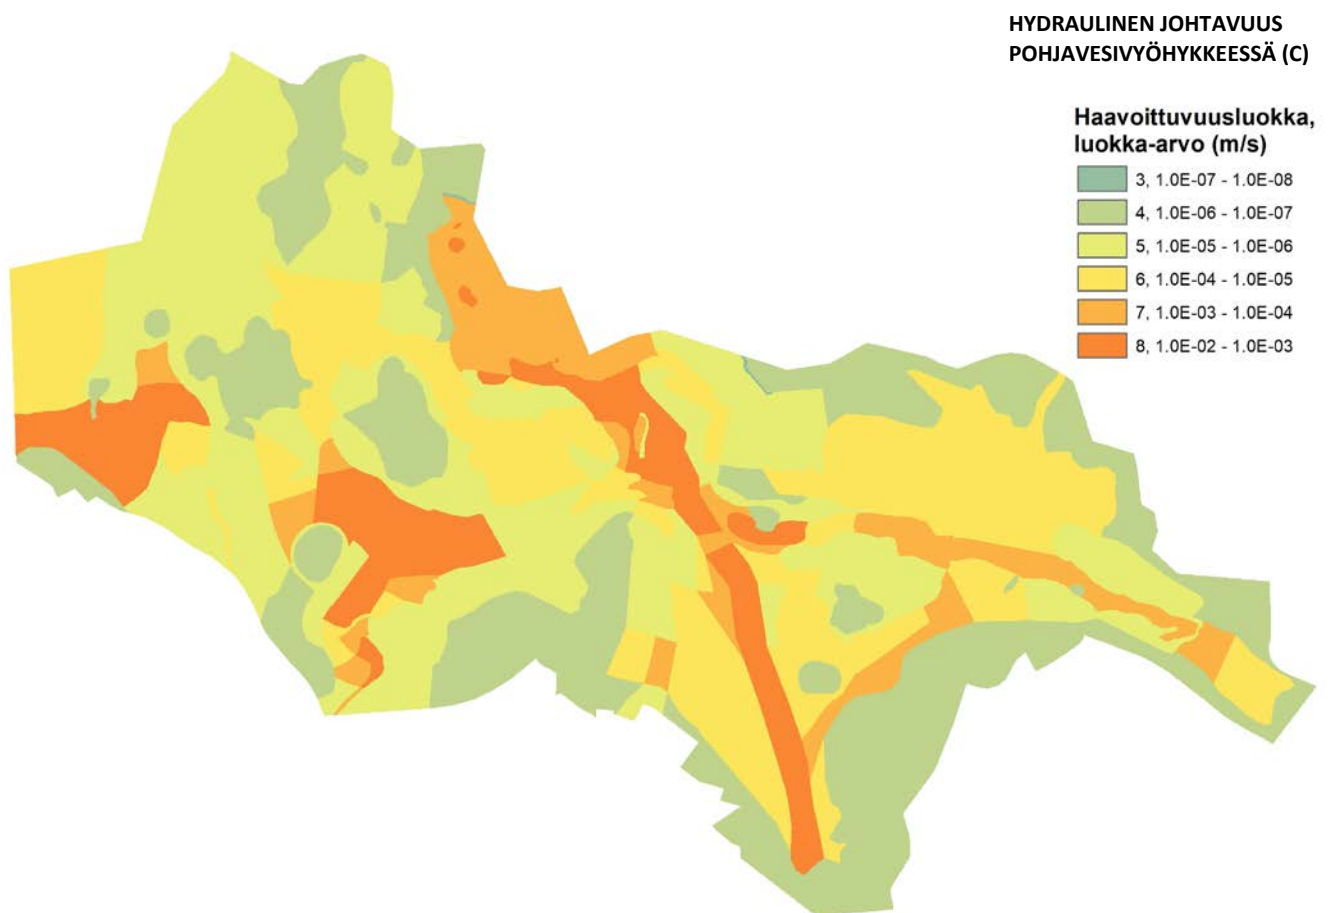 HYDRAULINEN JOHTAVUUS
POHJAVESIVYÖHYKKEESSÄ (C)
Haavoittuvuusluokka,
luokka-arvo (m/s)
3, 1.0E-07 - 1.0E-08
4, 1.0E-06 - 1.0E-07
5, 1.0E-05 - 1.0E-06
6, 1.0E-04 - 1.0E-05
7, 1.0E-03 - 1.0E-04
8, 1.0E-02 - 1.0E-03